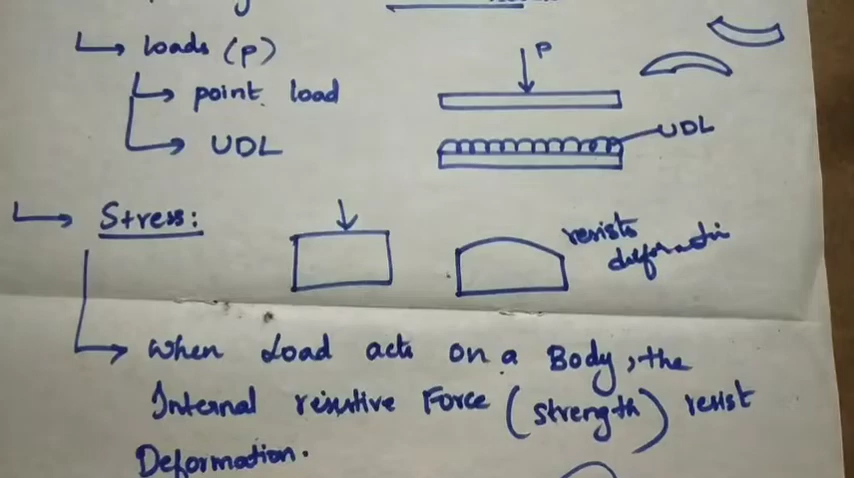 loads (P)
P
point load
UDL
UDL
Stress:
resists
When Load acts on a Body, the
Internal resistive Force (strength) resist
Deformation.